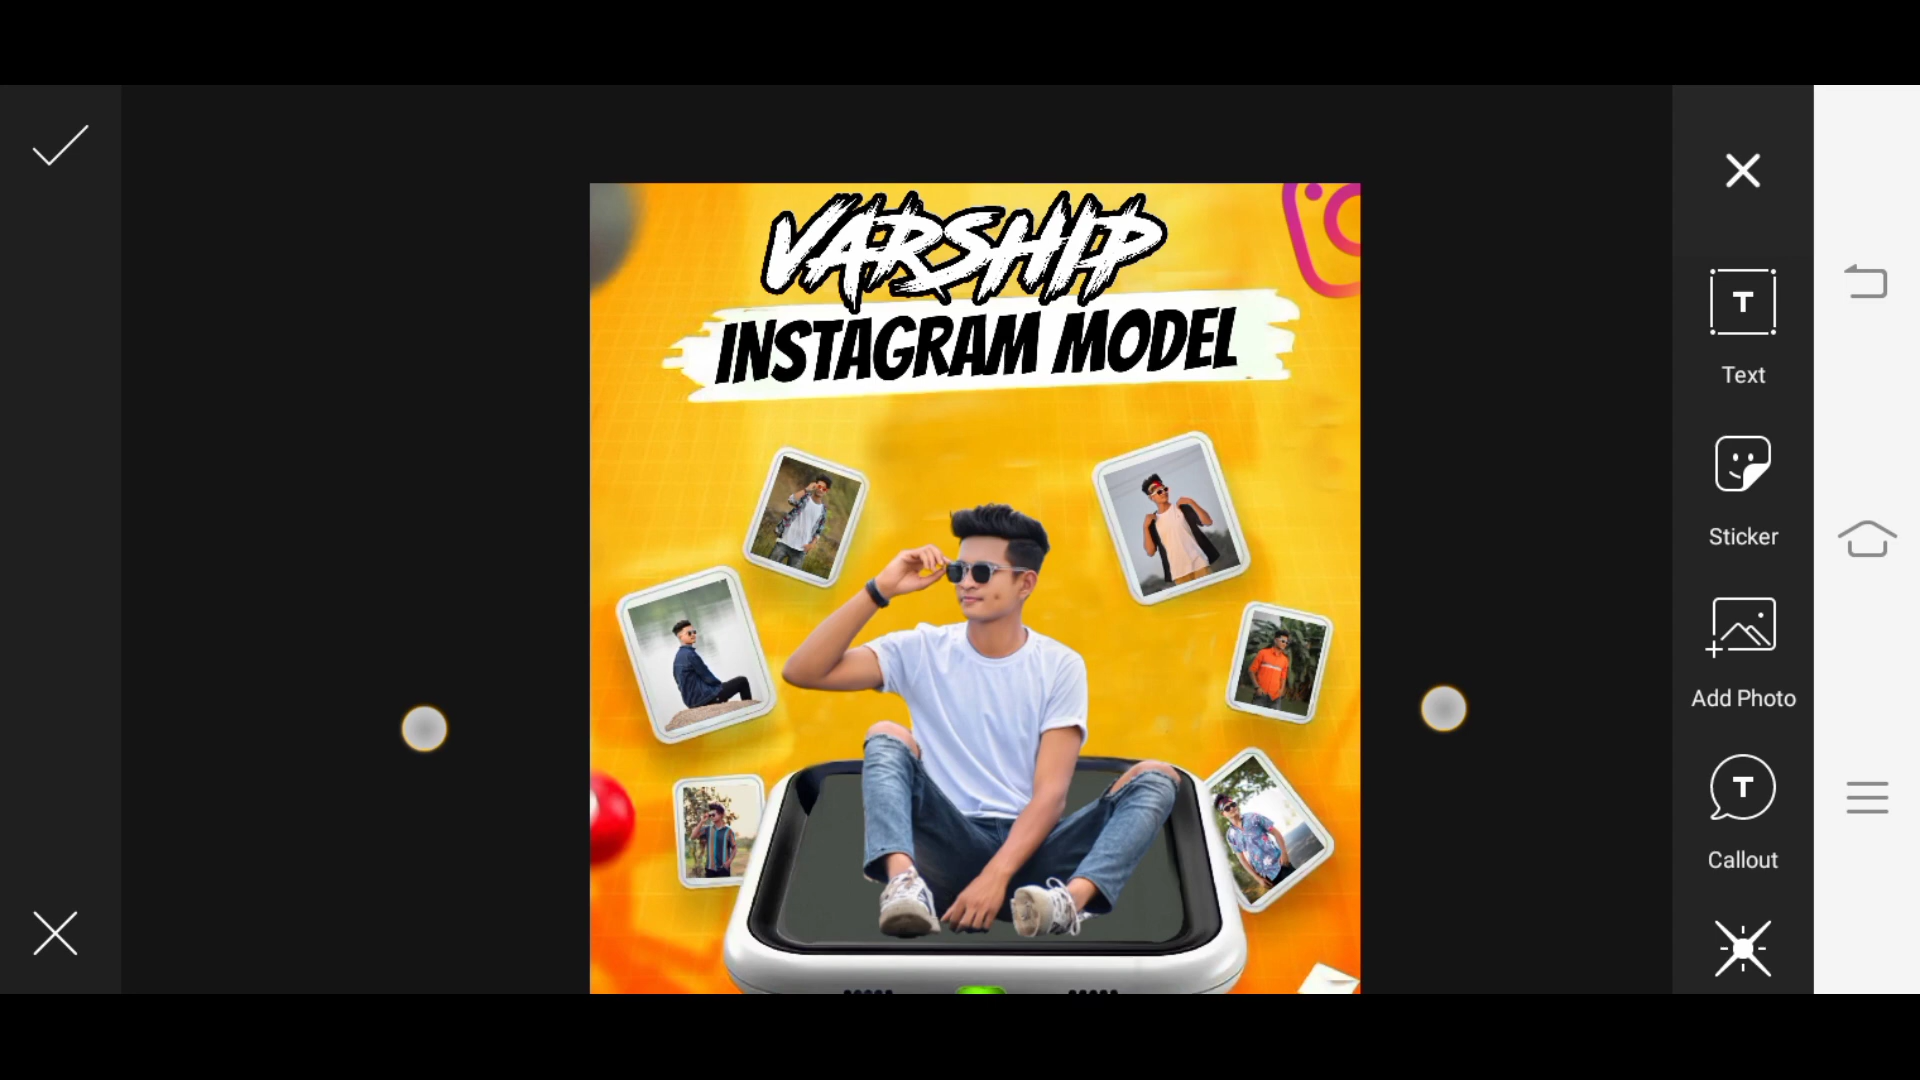 VARSHIP
INSTAGRAM MODEL
T
Text
Sticker
Add Photo
T
Callout